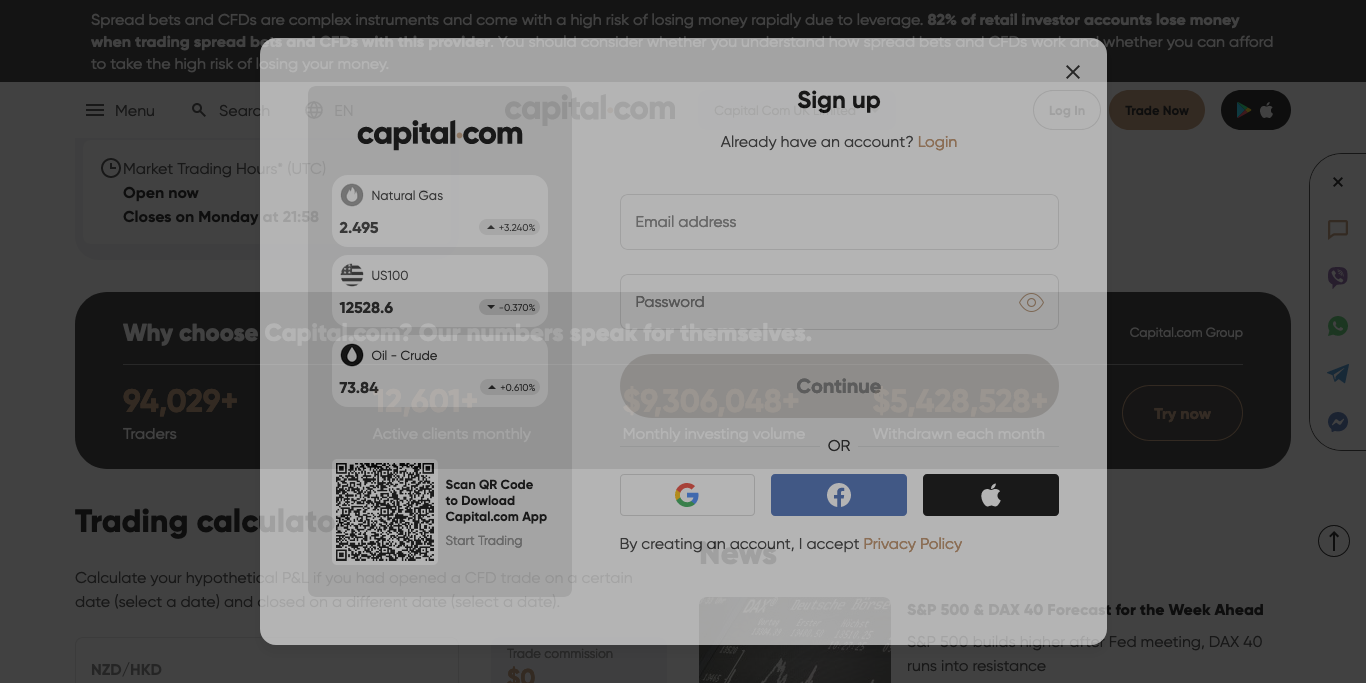 Spread bets and CFDs are complex instruments and come with a high risk of losing money rapidly due to leverage. 82% of retail investor accounts lose money
when trading spread bets and CFDs with this provider. You should consider whether you understand how spread bets and CFDs work and whether you can afford
to take the high risk of losing your money.
Menu
Search
EN
capital.com
Capital Com
Log In
Trade Now
Market Trading Hours* (UTC)
Open now
Closes on Monday at 21:58
capital.com
Natural Gas
2.495
+3.240%
US100
12528.6
-0.370%
Oil - Crude
73.84
+0.610%
Scan QR Code
to Dowload
Capital.com App
Start Trading
Sign up
Already have an account? Login
Email address
Password
Continue
OR
By creating an account, I accept Privacy Policy
Why choose Capital.com? Our numbers speak for themselves.
Capital.com Group
94,029+
Traders
12,601+
Active clients monthly
$9,306,048+
Monthly investing volume
$5,428,528+
Withdrawn each month
Try now
Trading calculato
Calculate your hypothetical P&L if you had opened a CFD trade on a certain
date (select a date) and closed on a different date (select a date).
NZD/HKD
Trade commission
$0
News
S&P 500 & DAX 40 Forecast for the Week Ahead
S&P 500 builds higher after Fed meeting, DAX 40
runs into resistance